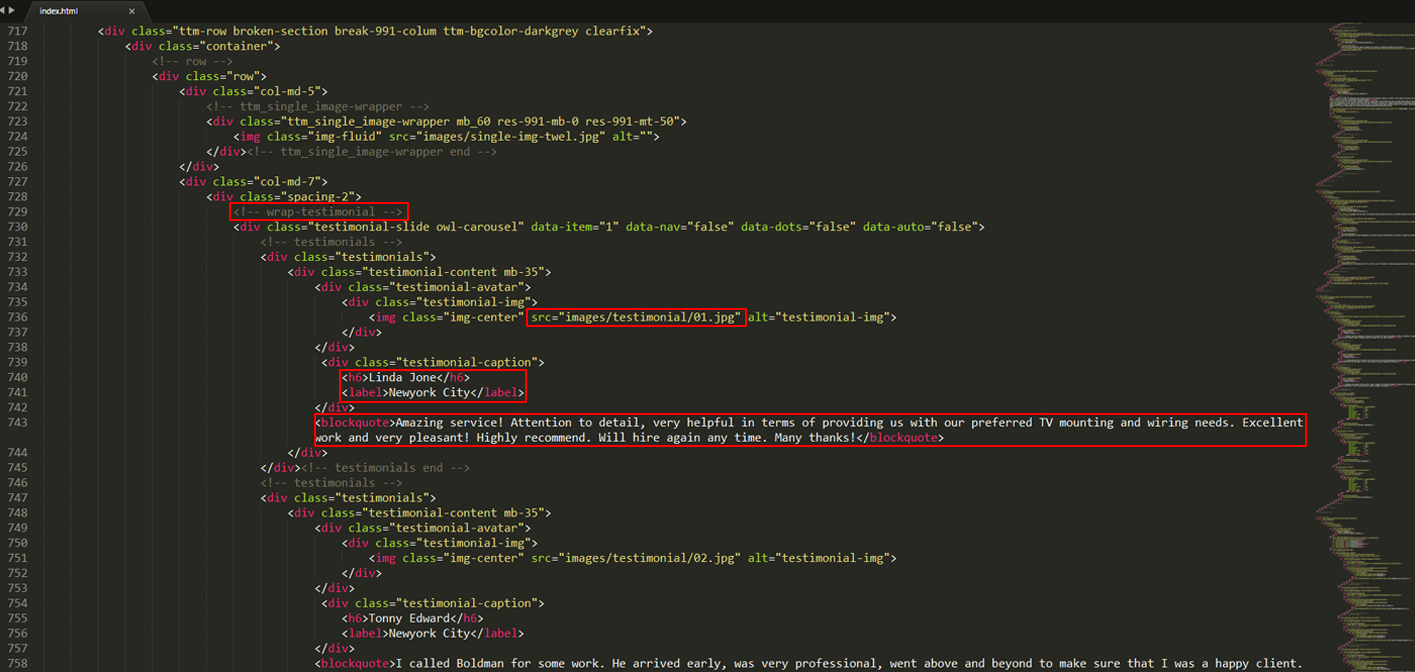 index.html ×
717 <div class="ttm-row broken-section break-991-colum ttm-bgcolor-darkgrey clearfix">
718 <div class="container">
719 <!-- row -->
720 <div class="row">
721 <div class="col-md-5">
722 <!-- ttm_single_image-wrapper -->
723 <div class="ttm_single_image-wrapper mb_60 res-991-mb-0 res-991-mt-50">
724 <img class="img-fluid" src="images/single-img-twel.jpg" alt="">
725 </div><!-- ttm_single_image-wrapper end -->
726 </div>
727 <div class="col-md-7">
728 <div class="spacing-2">
729 <!-- wrap-testimonial -->
730 <div class="testimonial-slide owl-carousel" data-item="1" data-nav="false" data-dots="false" data-auto="false">
731 <!-- testimonials -->
732 <div class="testimonials">
733 <div class="testimonial-content mb-35">
734 <div class="testimonial-avatar">
735 <div class="testimonial-img">
736 <img class="img-center" src="images/testimonial/01.jpg" alt="testimonial-img">
737 </div>
738 </div>
739 <div class="testimonial-caption">
740 <h6>Linda Jone</h6>
741 <label>Newyork City</label>
742 </div>
743 <blockquote>Amazing service! Attention to detail, very helpful in terms of providing us with our preferred TV mounting and wiring needs. Excellent
work and very pleasant! Highly recommend. Will hire again any time. Many thanks!</blockquote>
744 </div>
745 </div><!-- testimonials end -->
746 <!-- testimonials -->
747 <div class="testimonials">
748 <div class="testimonial-content mb-35">
749 <div class="testimonial-avatar">
750 <div class="testimonial-img">
751 <img class="img-center" src="images/testimonial/02.jpg" alt="testimonial-img">
752 </div>
753 </div>
754 <div class="testimonial-caption">
755 <h6>Tonny Edward</h6>
756 <label>Newyork City</label>
757 </div>
758 <blockquote>I called Boldman for some work. He arrived early, was very professional, went above and beyond to make sure that I was a happy client.